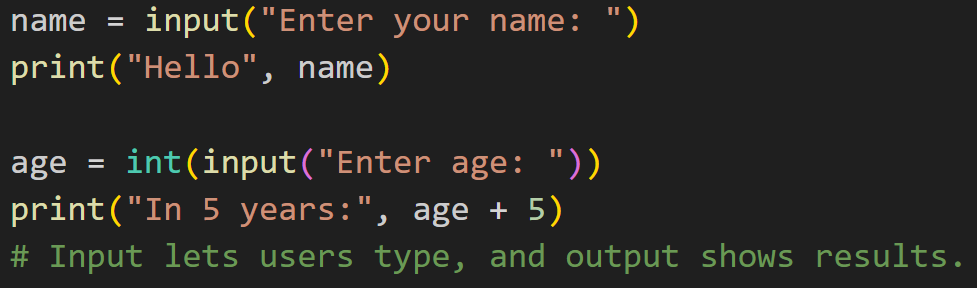 name = input("Enter your name: ")
print("Hello", name)
age = int(input("Enter age: "))
print("In 5 years:", age + 5)
# Input lets users type, and output shows results.